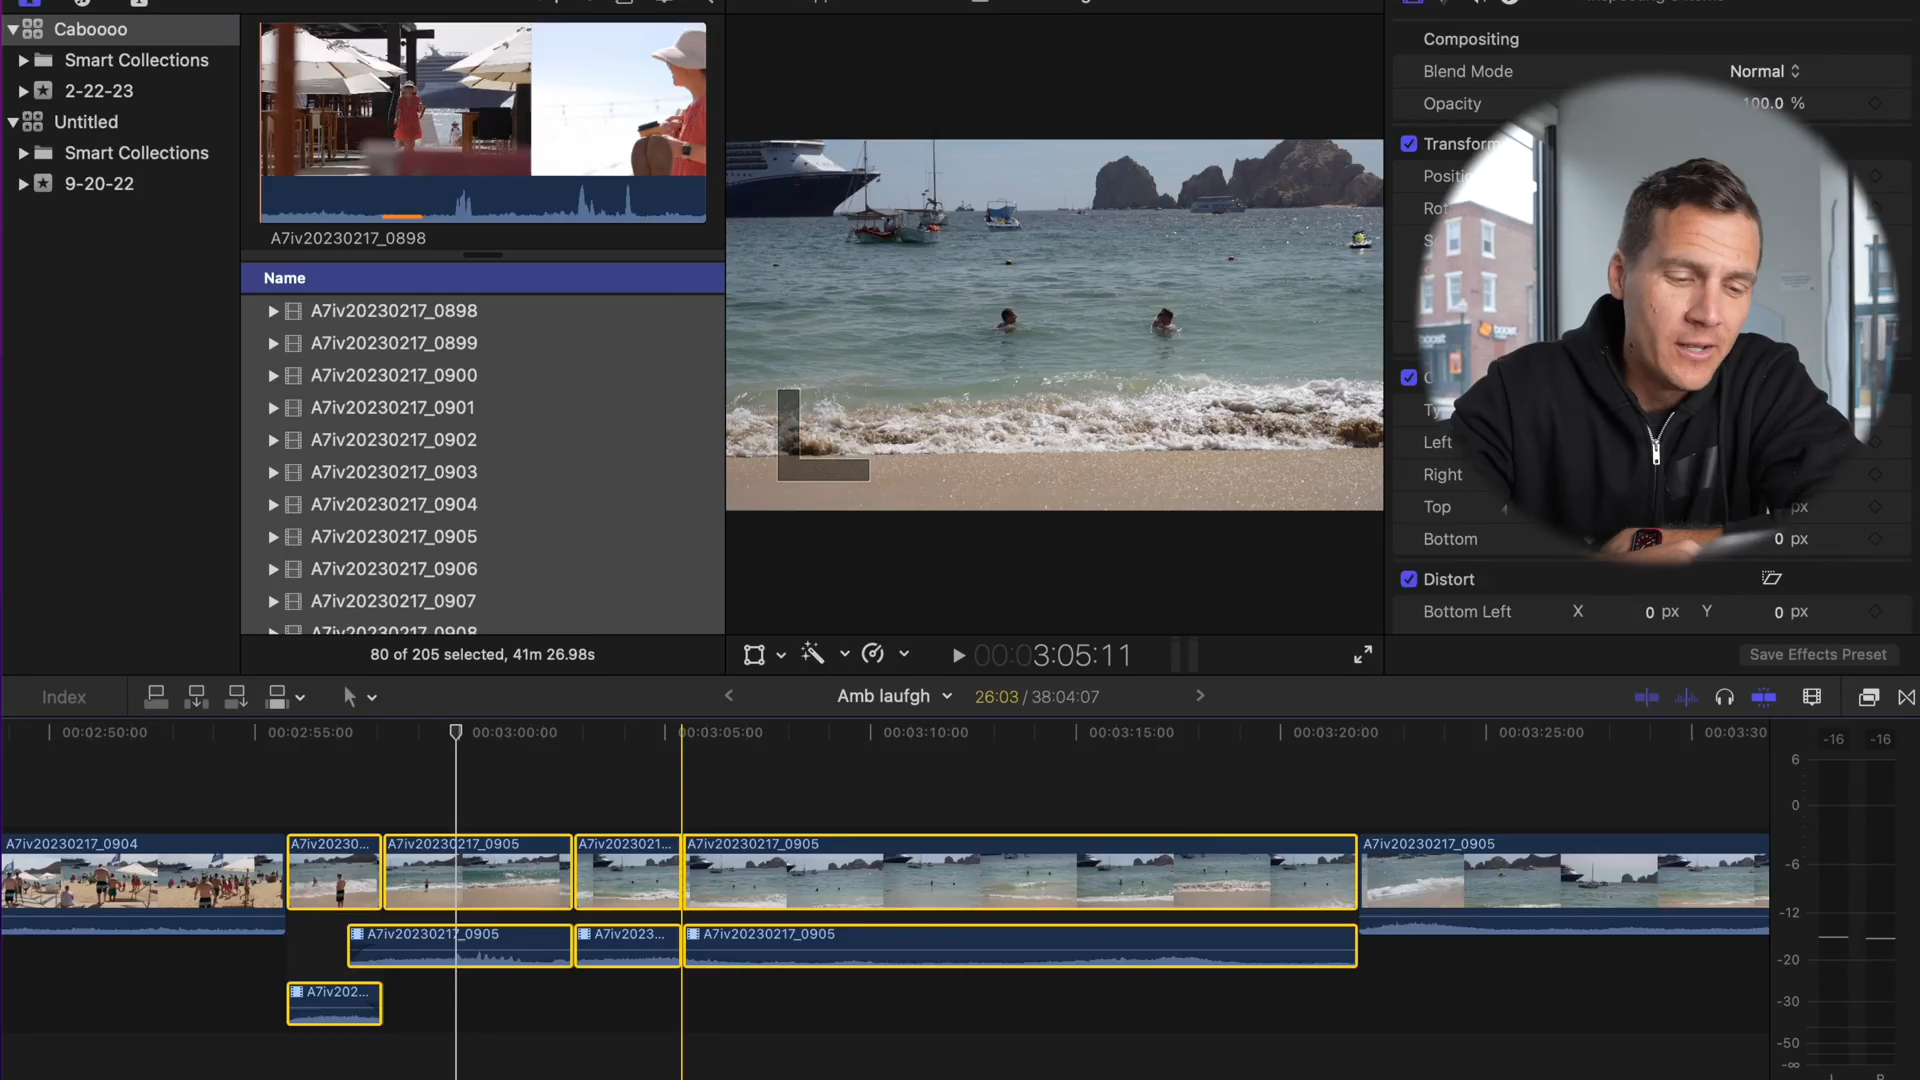 Caboooo
Smart Collections
2-22-23
Untitled
Smart Collections
9-20-22
A7iv20230217_0898
Name
A7iv20230217_0898
A7iv20230217_0899
A7iv20230217_0900
A7iv20230217_0901
A7iv20230217_0902
A7iv20230217_0903
A7iv20230217_0904
A7iv20230217_0905
A7iv20230217_0906
A7iv20230217_0907
A7iv20230217_0908
80 of 205 selected, 41m 26.98s
00:03:05:11
Compositing
Blend Mode Normal
Opacity 100.0 %
Transform
Left
Right
Top px
Bottom 0 px
Distort
Bottom Left X 0 px Y 0 px
Save Effects Preset
boost
Index
Amb laufgh 26:03 / 38:04:07
00:02:50:00 00:02:55:00 00:03:00:00 00:03:05:00 00:03:10:00 00:03:15:00 00:03:20:00 00:03:25:00 00:03:30
-16 -16
6
0
-6
-12
-20
-30
-50
-∞
A7iv20230217_0904 A7iv20230... A7iv20230217_0905 A7iv2023021... A7iv20230217_0905 A7iv20230217_0905
A7iv20230217_0905 A7iv2023... A7iv20230217_0905
A7iv202...